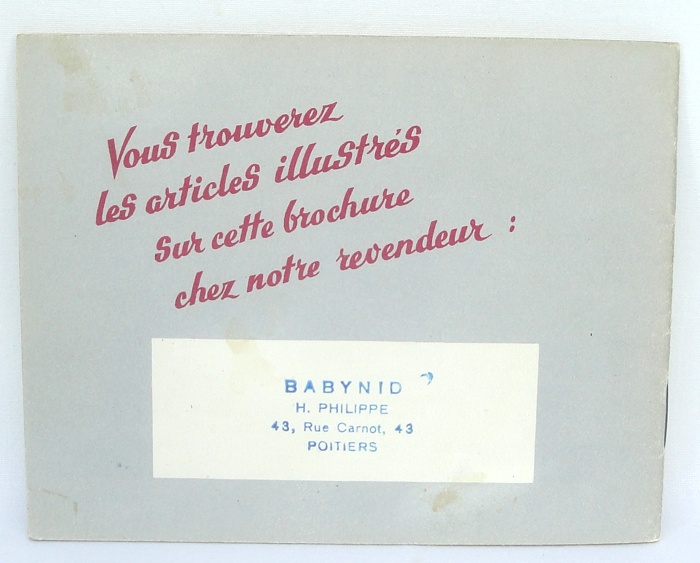 Vous trouverez
les articles illustrés
sur cette brochure
chez notre revendeur :
BABYNID
H. PHILIPPE
43, Rue Carnot, 43
POITIERS